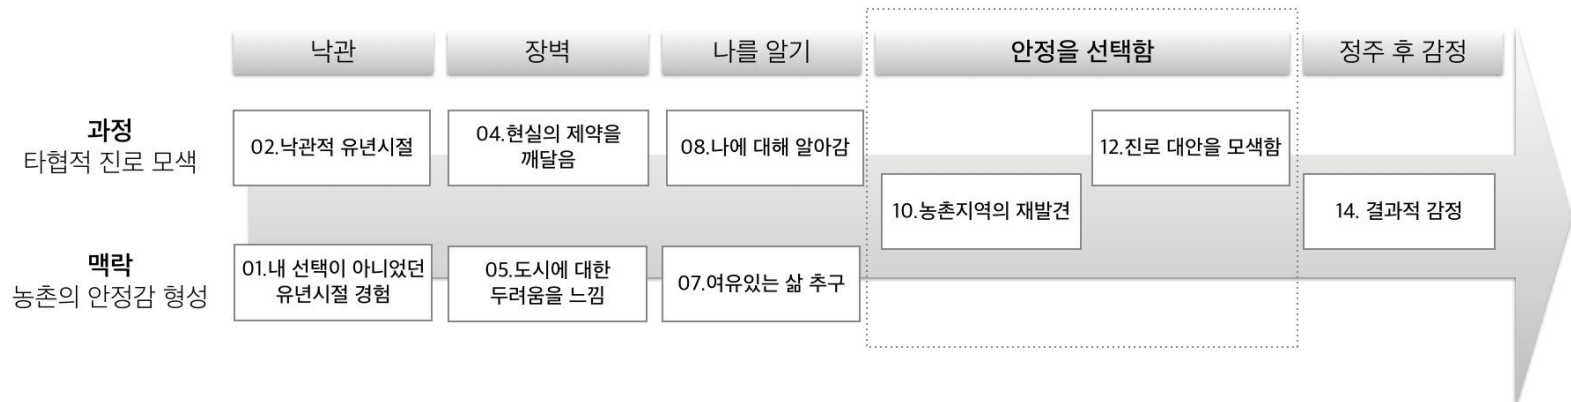 낙관
장벽
나를 알기
안정을 선택함
정주 후 감정
과정
타협적 진로 모색
02.낙관적 유년시절
04.현실의 제약을
깨달음
08.나에 대해 알아감
12.진로 대안을 모색함
10.농촌지역의 재발견
14. 결과적 감정
맥락
농촌의 안정감 형성
01.내 선택이 아니었던
유년시절 경험
05.도시에 대한
두려움을 느낌
07.여유있는 삶 추구